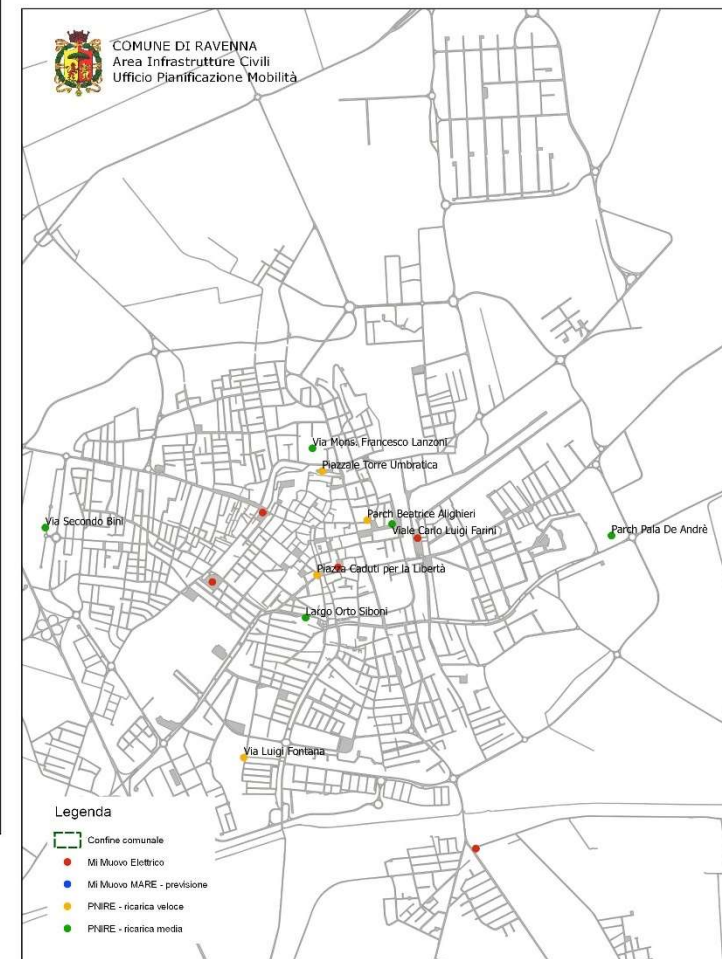 COMUNE DI RAVENNA
Area Infrastrutture Civili
Ufficio Pianificazione Mobilità
Via Mons. Francesco Lanzoni
Piazzale Torre Umbratica
Parch Beatrice Alighieri
Via Secondo Bini
Viale Carlo Luigi Farini
Parch Pala De Andrè
Piazza Caduti per la Libertà
Largo Orto Siboni
Via Luigi Fontana
Legenda
Confine comunale
Mi Muovo Elettrico
Mi Muovo MARE - previsione
PNIRE - ricarica veloce
PNIRE - ricarica media